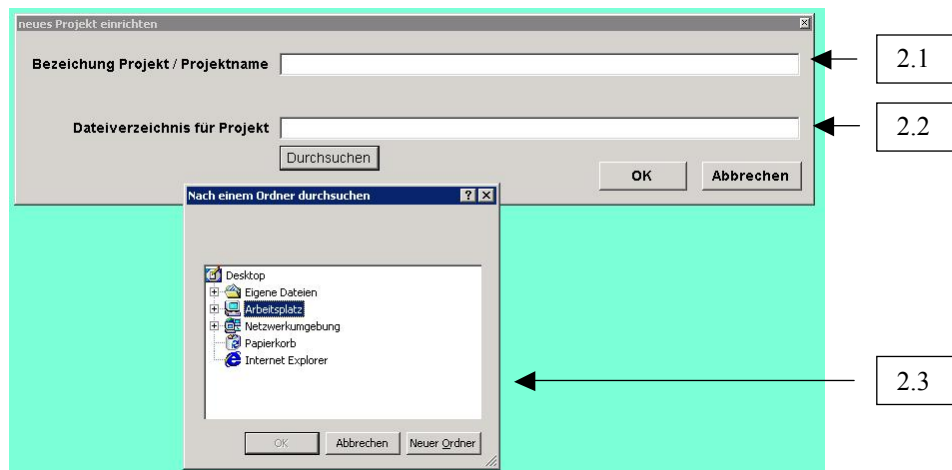 neues Projekt einrichten
Bezeichung Projekt / Projektname
2.1
Dateiverzeichnis für Projekt
2.2
Durchsuchen
OK
Abbrechen
Nach einem Ordner durchsuchen
Desktop
Eigene Dateien
Arbeitsplatz
Netzwerkumgebung
Papierkorb
Internet Explorer
2.3
OK
Abbrechen
Neuer Ordner